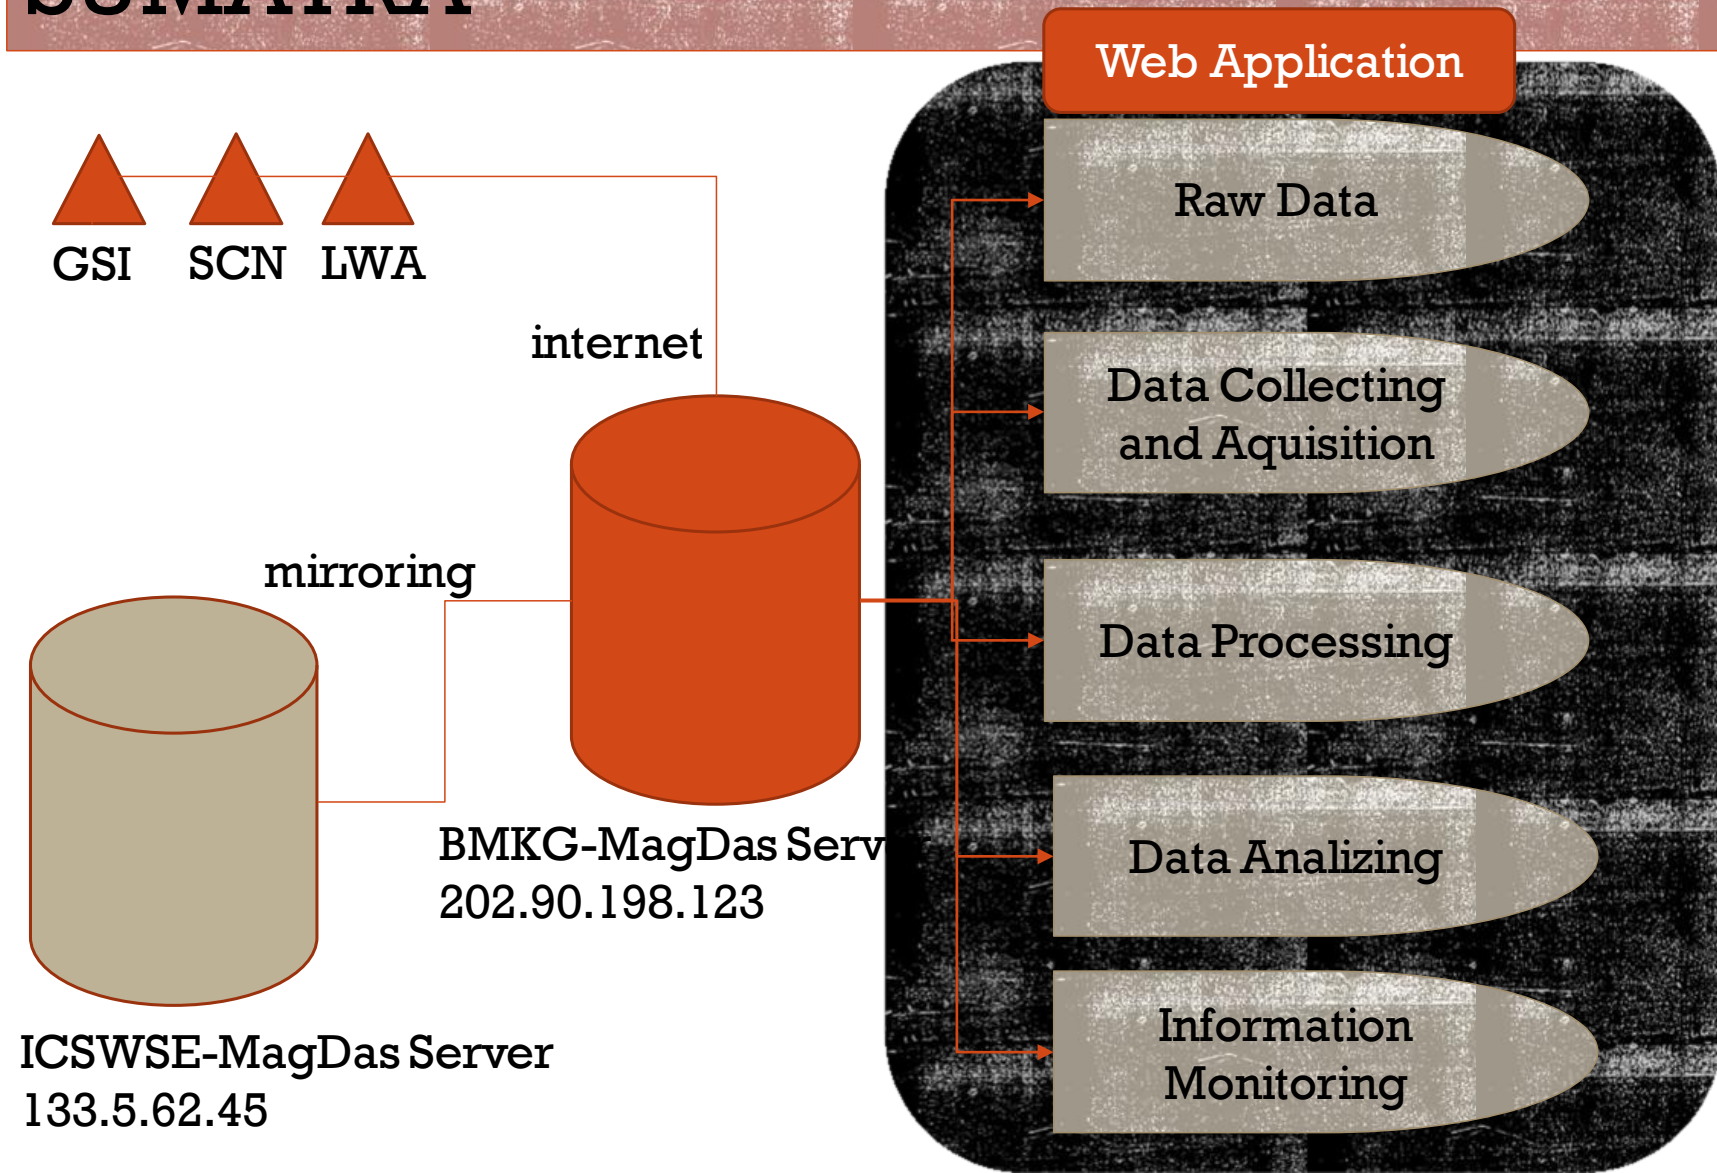 SUMATRA
Web Application
Raw Data
GSI SCN LWA
internet
Data Collecting
and Aquisition
mirroring
Data Processing
BMKG-MagDas Serv
202.90.198.123
Data Analizing
ICSWSE-MagDas Server
133.5.62.45
Information
Monitoring